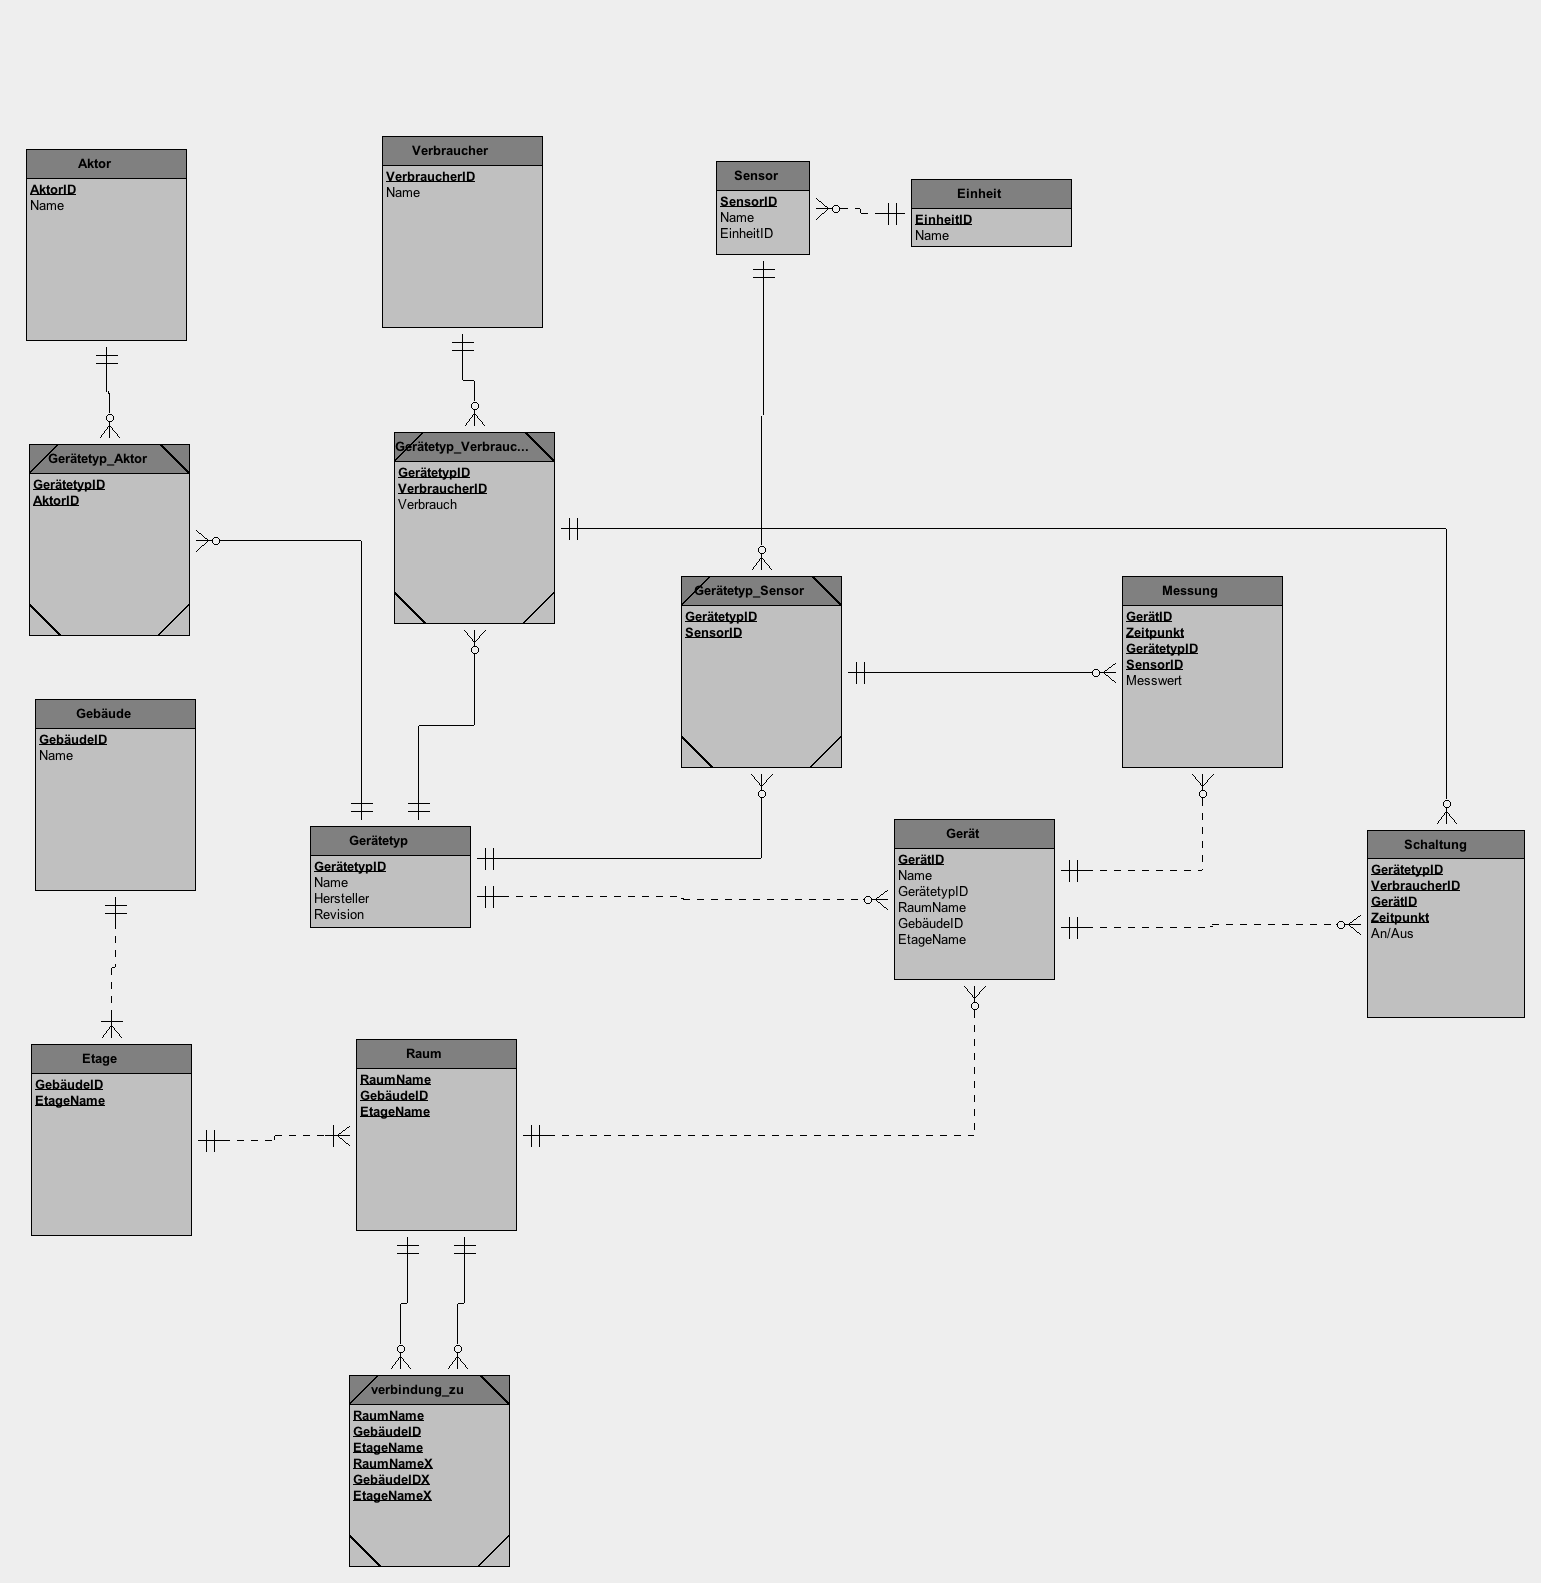 Aktor
AktorID
Name
Verbraucher
VerbraucherID
Name
Sensor
SensorID
Name
EinheitID
Einheit
EinheitID
Name
Gerätetyp_Aktor
GerätetypID
AktorID
Gerätetyp_Verbrauc...
GerätetypID
VerbraucherID
Verbrauch
Gerätetyp_Sensor
GerätetypID
SensorID
Messung
GerätID
Zeitpunkt
GerätetypID
SensorID
Messwert
Gebäude
GebäudeID
Name
Gerätetyp
GerätetypID
Name
Hersteller
Revision
Gerät
GerätID
Name
GerätetypID
RaumName
GebäudeID
EtageName
Schaltung
GerätetypID
VerbraucherID
GerätID
Zeitpunkt
An/Aus
Etage
GebäudeID
EtageName
Raum
RaumName
GebäudeID
EtageName
verbindung_zu
RaumName
GebäudeID
EtageName
RaumNameX
GebäudeIDX
EtageNameX